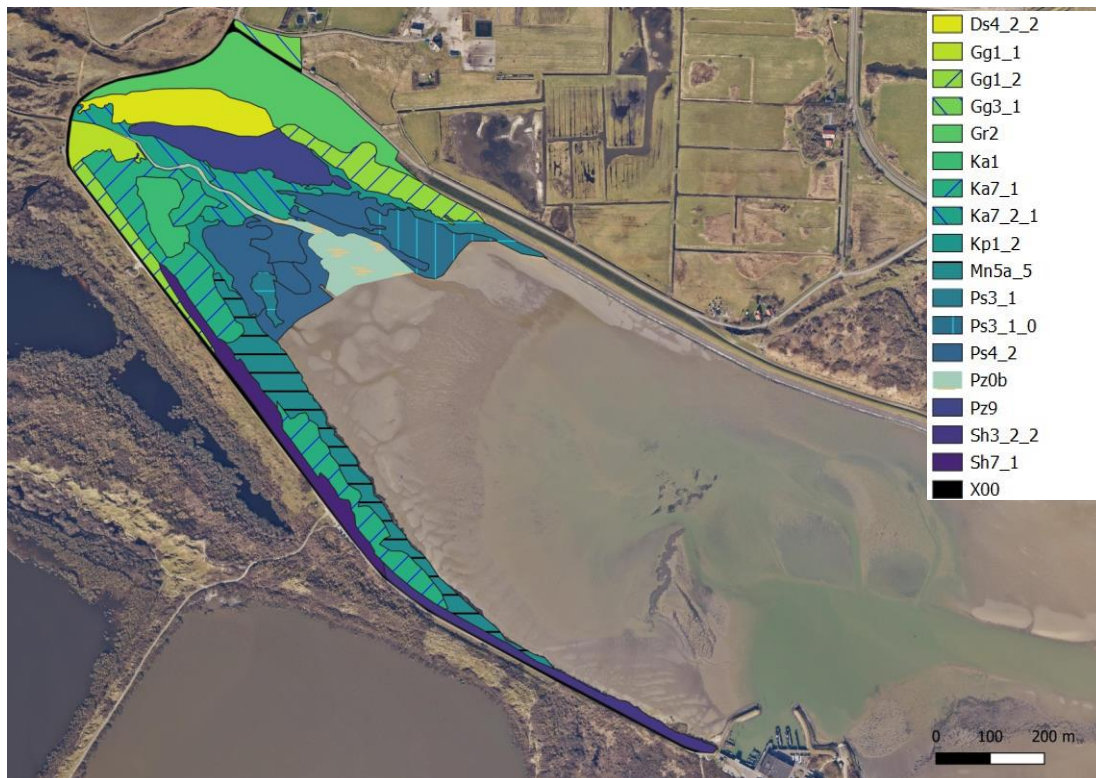 Ds4_2_2
Gg1_1
Gg1_2
Gg3_1
Gr2
Ka1
Ka7_1
Ka7_2_1
Kp1_2
Mn5a_5
Ps3_1
Ps3_1_0
Ps4_2
Pz0b
Pz9
Sh3_2_2
Sh7_1
X00
0 100 200 m